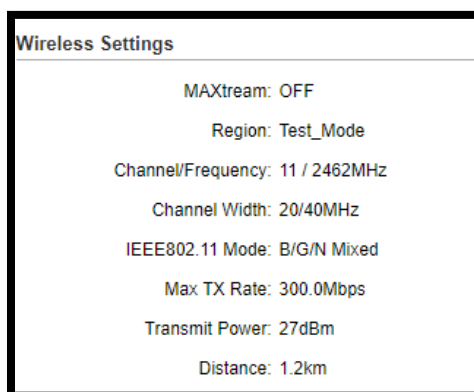 Wireless Settings
MAXtream: OFF
Region: Test_Mode
Channel/Frequency: 11 / 2462MHz
Channel Width: 20/40MHz
IEEE802.11 Mode: B/G/N Mixed
Max TX Rate: 300.0Mbps
Transmit Power: 27dBm
Distance: 1.2km